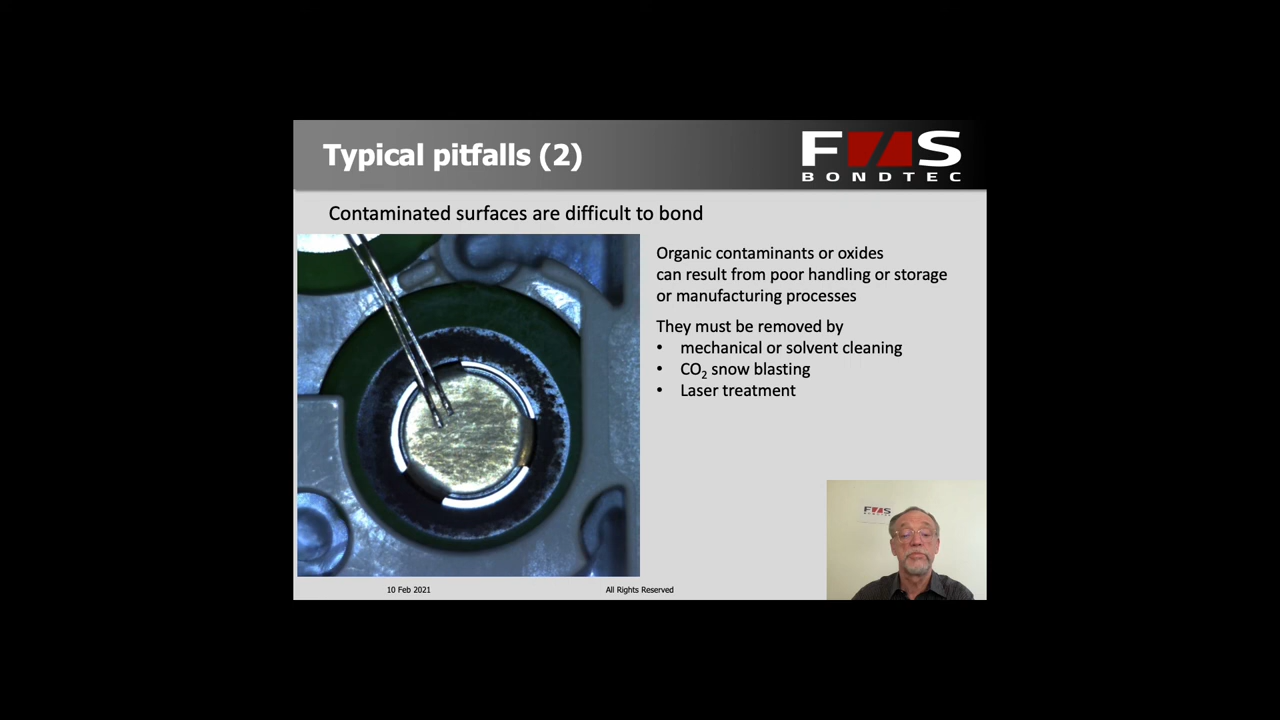 Typical pitfalls (2)
F S
BONDTEC
Contaminated surfaces are difficult to bond
Organic contaminants or oxides
can result from poor handling or storage
or manufacturing processes
They must be removed by
• mechanical or solvent cleaning
• CO₂ snow blasting
• Laser treatment
F S
BONDTEC
10 Feb 2021
All Rights Reserved